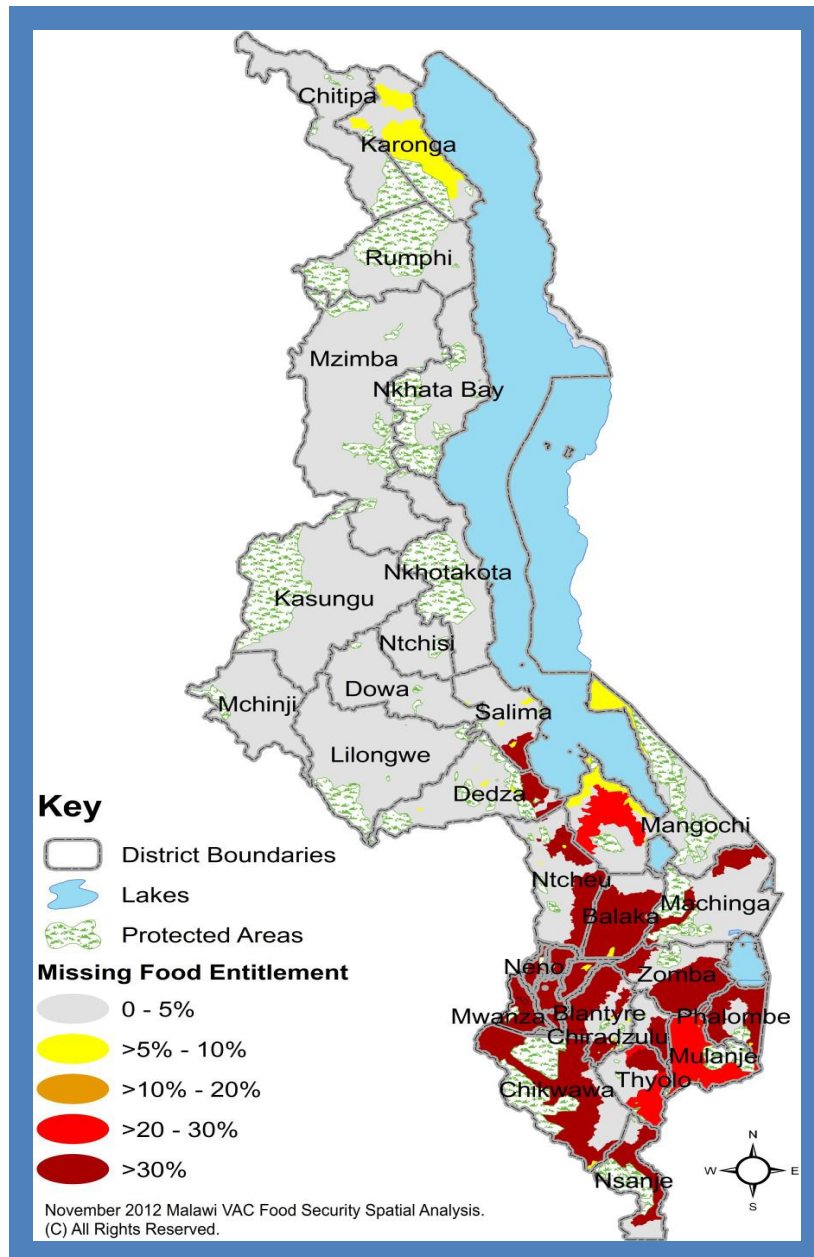 Chitipa
Karonga
Rumphi
Mzimba
Nkhata Bay
Nkhotakota
Kasungu
Ntchisi
Dowa
Mchinji
Salima
Lilongwe
Dedza
Mangochi
Ntcheu
Machinga
Balaka
Neno
Zomba
Mwanza
Blantyre
Phalombe
Chiradzulu
Mulanje
Thyolo
Chikwawa
Nsanje
Key
District Boundaries
Lakes
Protected Areas
Missing Food Entitlement
0 - 5%
>5% - 10%
>10% - 20%
>20 - 30%
>30%
N
W E
S
November 2012 Malawi VAC Food Security Spatial Analysis.
(C) All Rights Reserved.